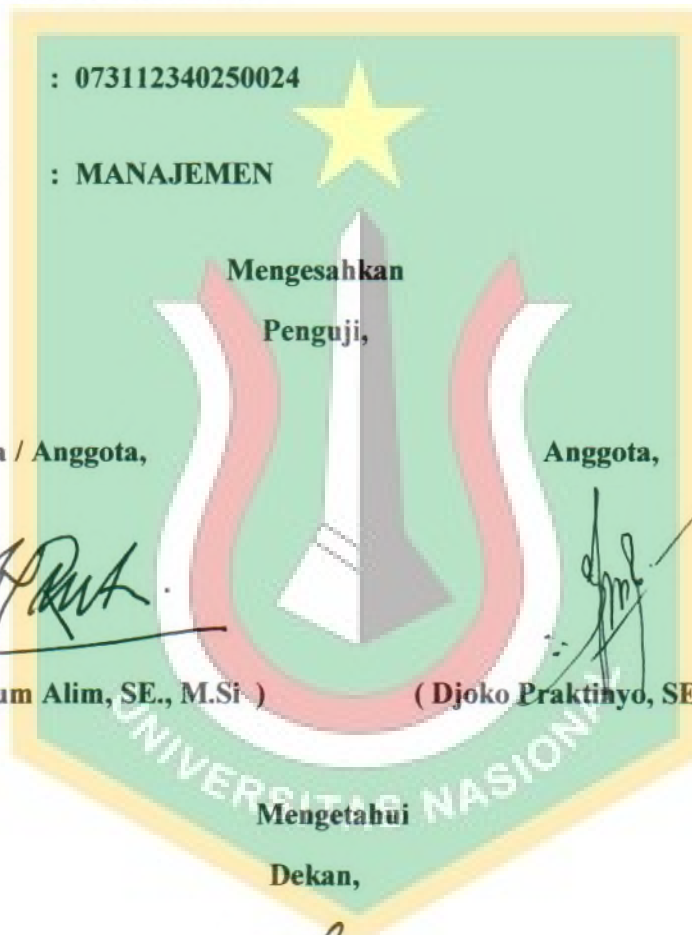 : 073112340250024
: MANAJEMEN
Mengesahkan
Penguji,
/ Anggota,
Anggota,
Alim, SE., M.Si )
( Djoko Praktinyo, SE
UNIVERSITAS NASIONAL
Mengetahui
Dekan,